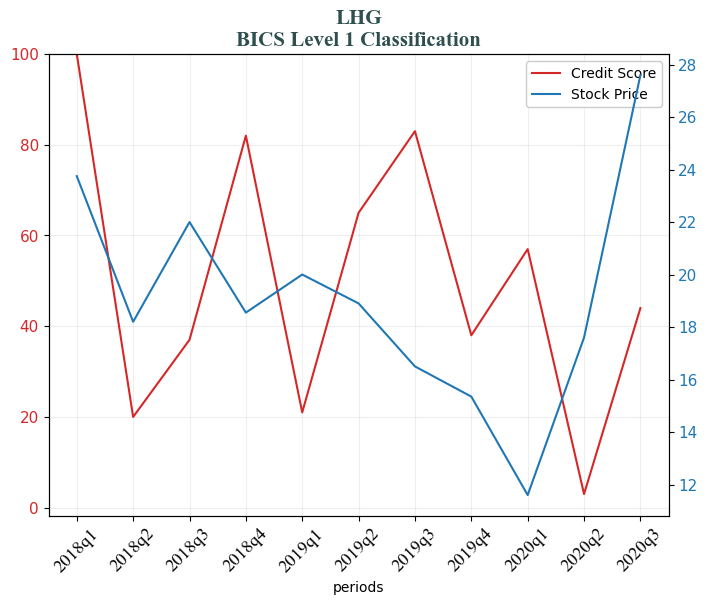 LHG
BICS Level 1 Classification
100
80
60
40
20
0
Credit Score
Stock Price
28
26
24
22
20
18
16
14
12
2018q1
2018q2
2018q3
2018q4
2019q1
2019q2
2019q3
2019q4
2020q1
2020q2
2020q3
periods